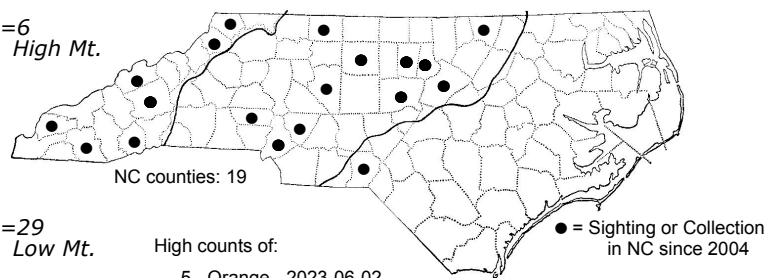 =6
High Mt.
NC counties: 19
=29
Low Mt.
High counts of:
● = Sighting or Collection
in NC since 2004
5 - Orange - 2023-06-02